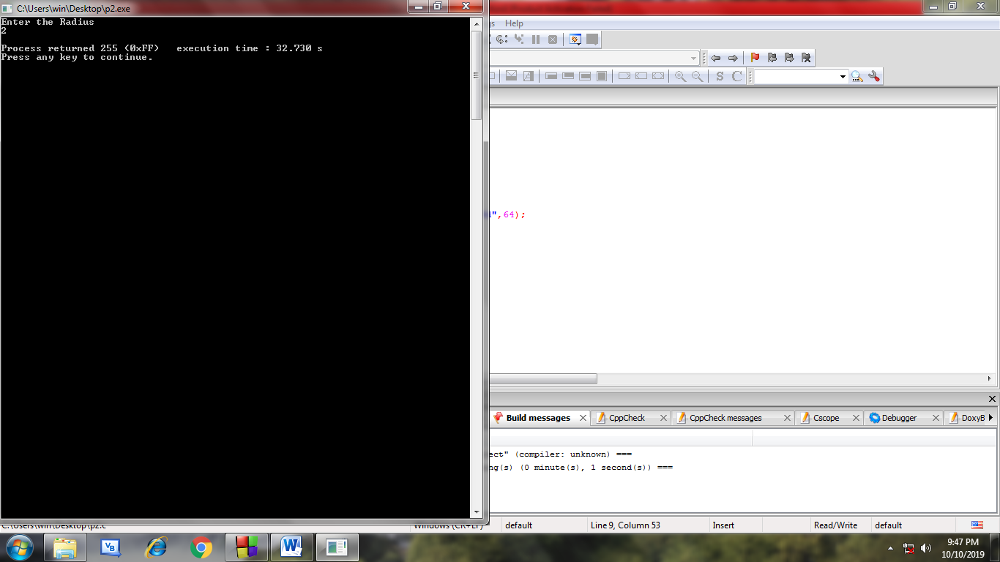 C:\Users\win\Desktop\p2.exe
Enter the Radius
2
Process returned 255 (0xFF)   execution time : 32.730 s
Press any key to continue.
Help
",64);
Build messages
CppCheck
CppCheck messages
Cscope
Debugger
DoxyB
ect" (compiler: unknown) ===
ng(s) (0 minute(s), 1 second(s)) ===
C:\Users\win\Desktop\p2.c
Windows (CR+LF)
default
Line 9, Column 53
Insert
Read/Write
default
9:47 PM
10/10/2019